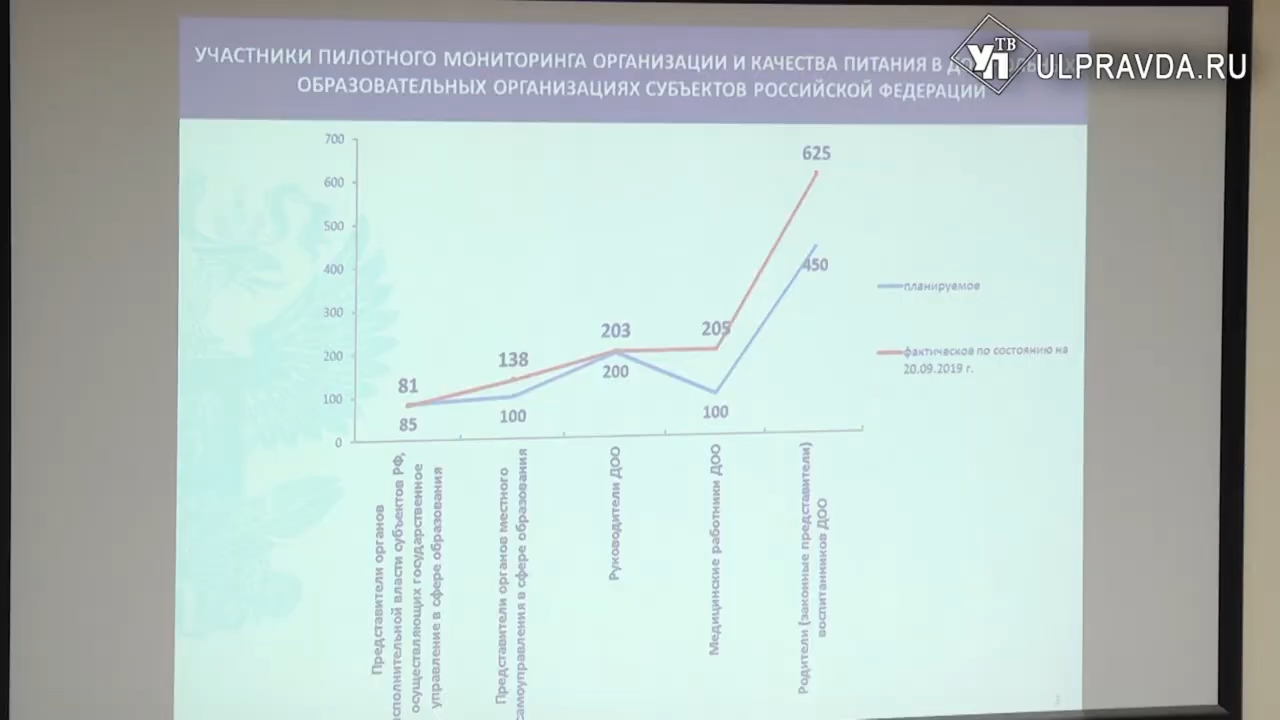 УЧАСТНИКИ ПИЛОТНОГО МОНИТОРИНГА ОРГАНИЗАЦИИ И КАЧЕСТВА ПИТАНИЯ В
ОБРАЗОВАТЕЛЬНЫХ ОРГАНИЗАЦИЯХ СУБЪЕКТОВ РОССИЙСКОЙ ФЕДЕРАЦИИ
УП ТВ ULPRAVDA.RU
700
600
500
400
300
200
100
0
81
85
138
100
203
200
205
100
625
450
планируемое
фактическое по состоянию на
20.09.2019 г.
Представители органов
власти субъектов РФ,
осуществляющих государственное
управление в сфере образования
Представители органов местного
самоуправления в сфере образования
Руководители ДОО
Медицинские работники ДОО
Родители (законные представители)
воспитанников ДОО